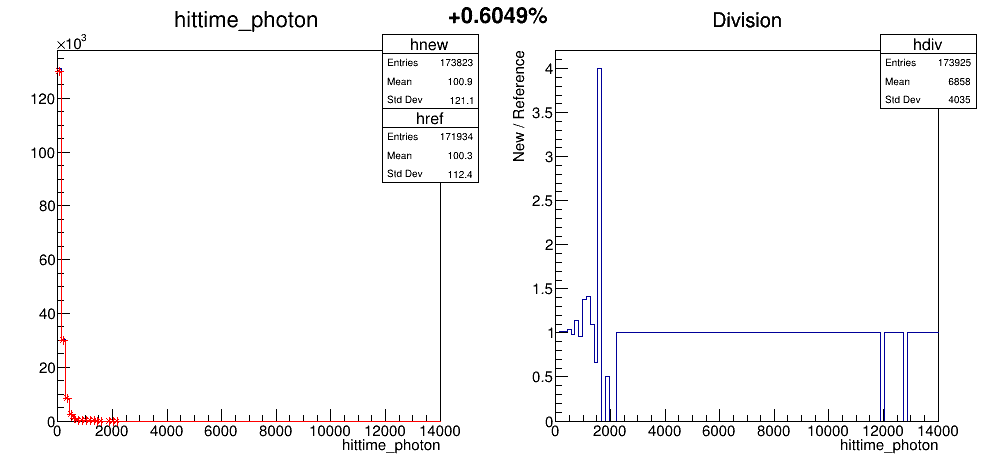 hittime_photon
+0.6049%
Division
×10³
hnew
Entries 173823
Mean 100.9
Std Dev 121.1
href
Entries 171934
Mean 100.3
Std Dev 112.4
120
100
80
60
40
20
0
0 2000 4000 6000 8000 10000 12000 14000
hittime_photon
hdiv
Entries 173925
Mean 6858
Std Dev 4035
New / Reference
4
3.5
3
2.5
2
1.5
1
0.5
0
0 2000 4000 6000 8000 10000 12000 14000
hittime_photon